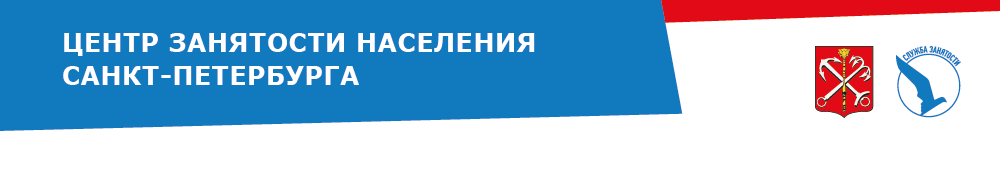 ЦЕНТР ЗАНЯТОСТИ НАСЕЛЕНИЯ
САНКТ-ПЕТЕРБУРГА
СЛУЖБА ЗАНЯТОСТИ